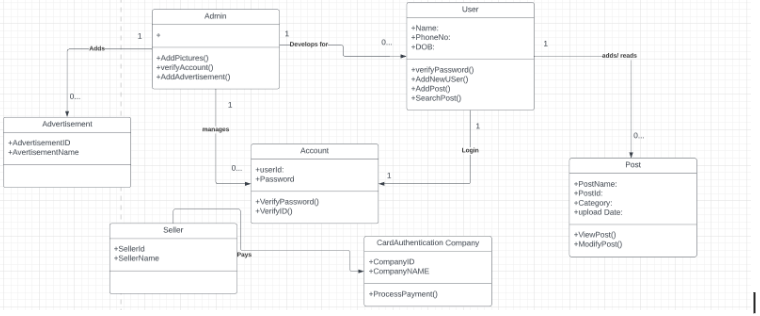 Admin
+
+AddPictures()
+verifyAccount()
+AddAdvertisement()
User
+Name:
+PhoneNo:
+DOB:
+verifyPassword()
+AddNewUSer()
+AddPost()
+SearchPost()
1
Adds
0...
1
Develops for
0...
1
adds/ reads
0...
Advertisement
+AdvertisementID
+AvertisementName
1
manages
0...
1
Login
1
Account
+userId:
+Password
+VerifyPassword()
+VerifyID()
Post
+PostName:
+PostId:
+Category:
+upload Date:
+ViewPost()
+ModifyPost()
Seller
+SellerId
+SellerName
Pays
CardAuthentication Company
+CompanyID
+CompanyNAME
+ProcessPayment()